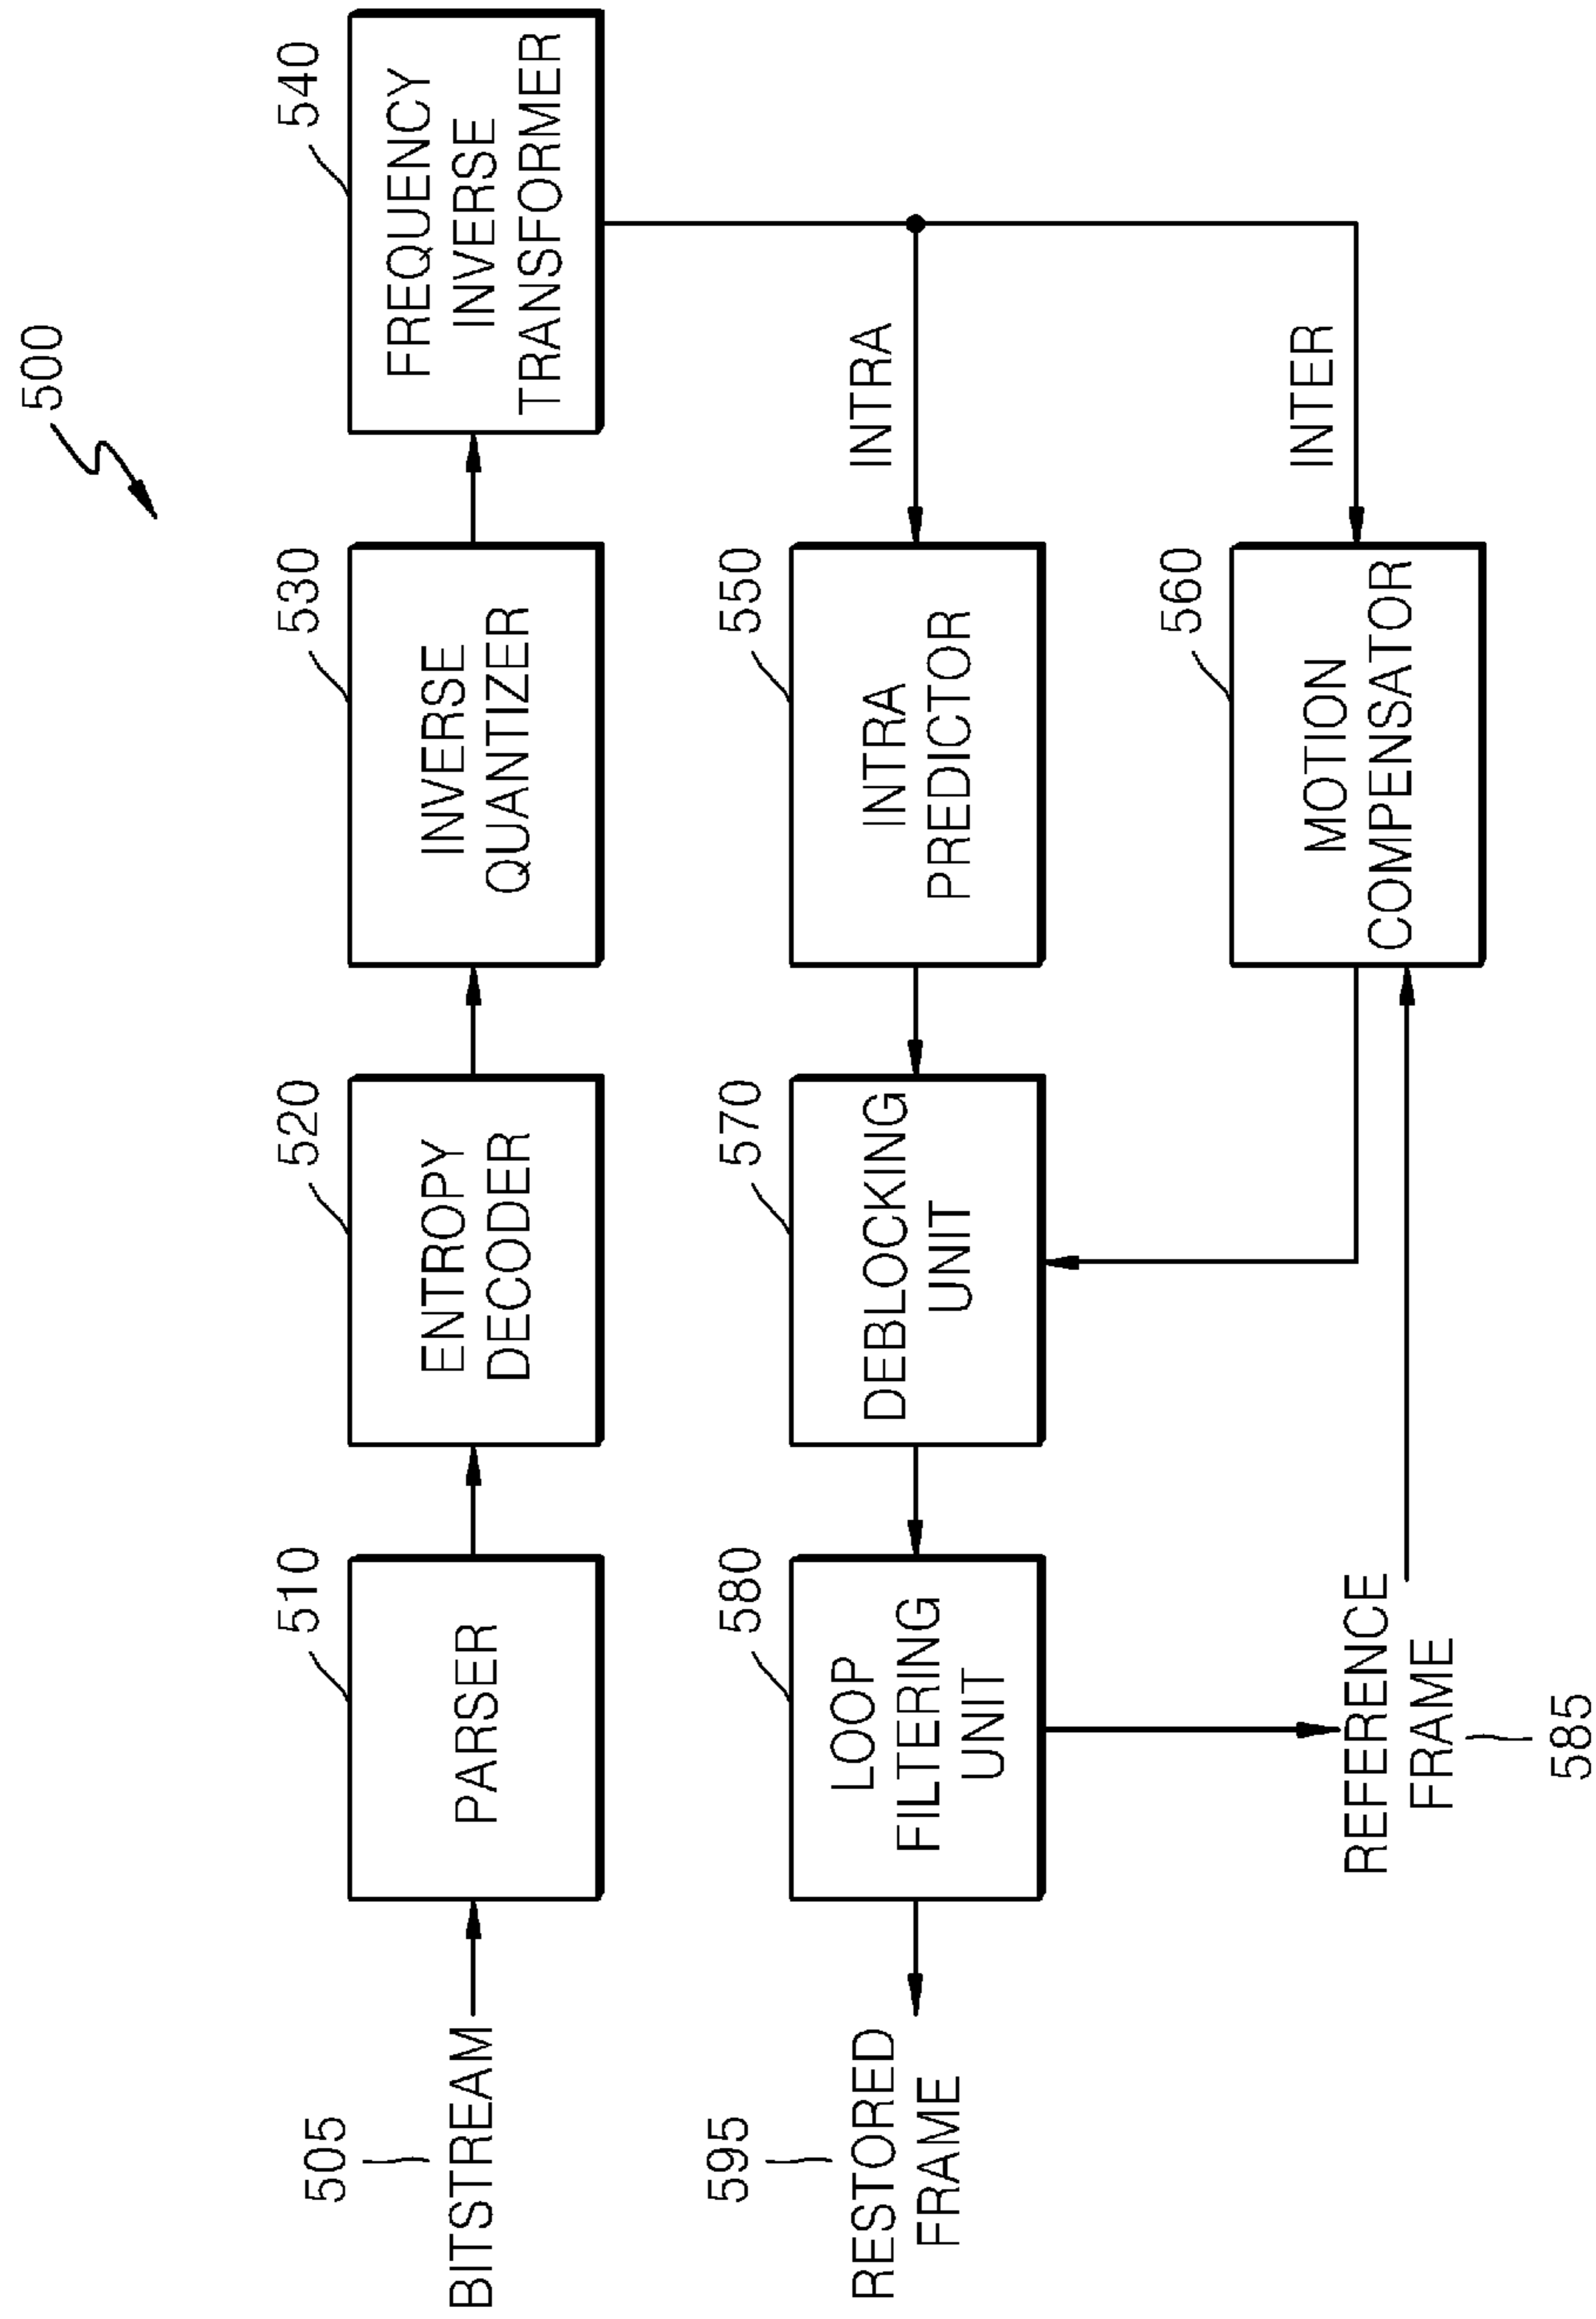 500
505
BITSTREAM
510
PARSER
520
ENTROPY
DECODER
530
INVERSE
QUANTIZER
540
FREQUENCY
INVERSE
TRANSFORMER
595
RESTORED
FRAME
580
LOOP
FILTERING
UNIT
570
DEBLOCKING
UNIT
550
INTRA
PREDICTOR
INTRA
REFERENCE
FRAME
585
560
MOTION
COMPENSATOR
INTER